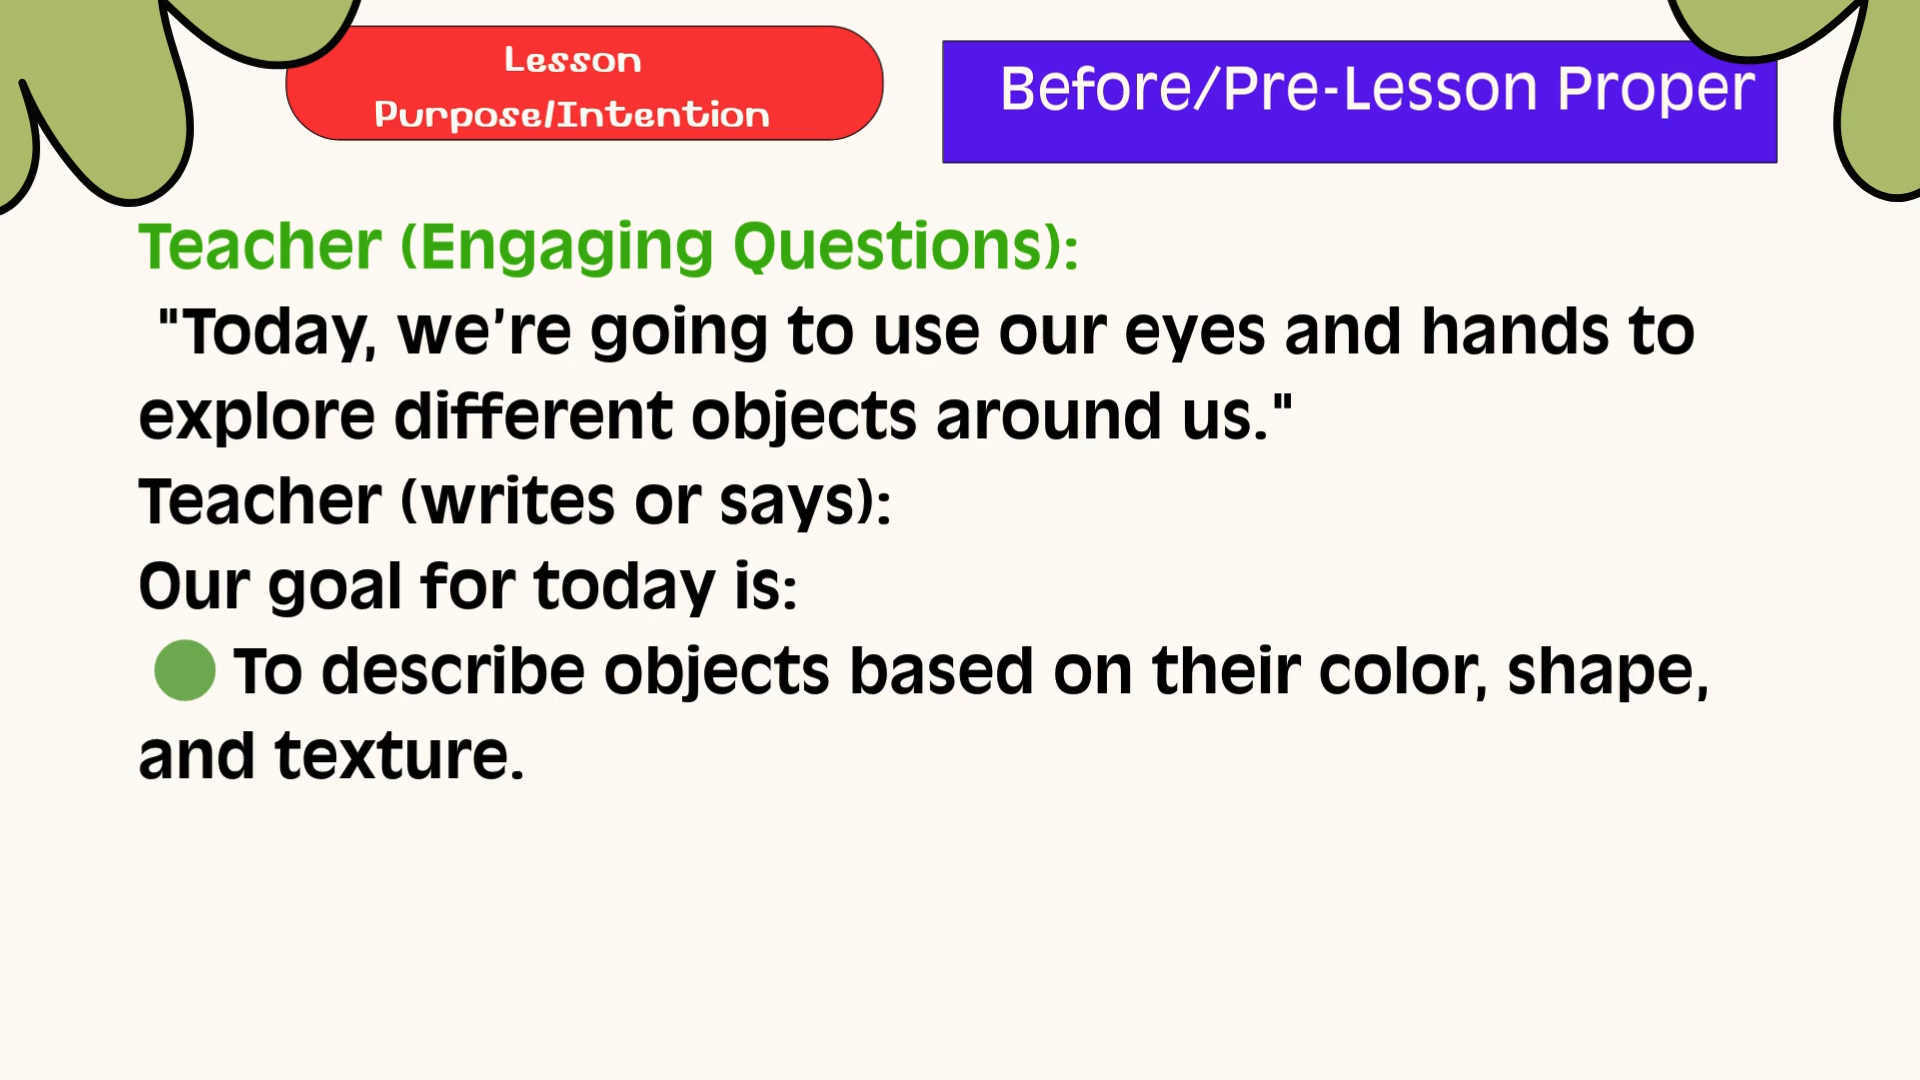 Lesson
Purpose/Intention
Before/Pre-Lesson Proper
Teacher (Engaging Questions):
"Today, we’re going to use our eyes and hands to
explore different objects around us."
Teacher (writes or says):
Our goal for today is:
To describe objects based on their color, shape,
and texture.